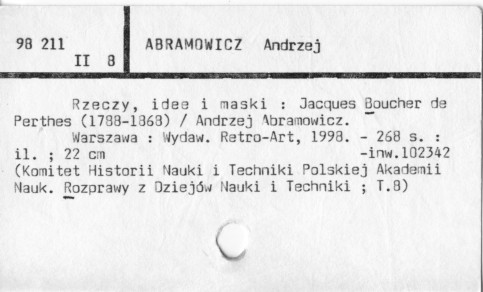 98 211
II 8
ABRAMOWICZ Andrzej
Rzeczy, idee i maski : Jacques Boucher de
Perthes (1788-1868) / Andrzej Abramowicz.
Warszawa : Wydaw. Retro-Art, 1998. - 268 s. :
il. ; 22 cm -inw.102342
(Komitet Historii Nauki i Techniki Polskiej Akademii
Nauk. Rozprawy z Dziejów Nauki i Techniki ; T.8)